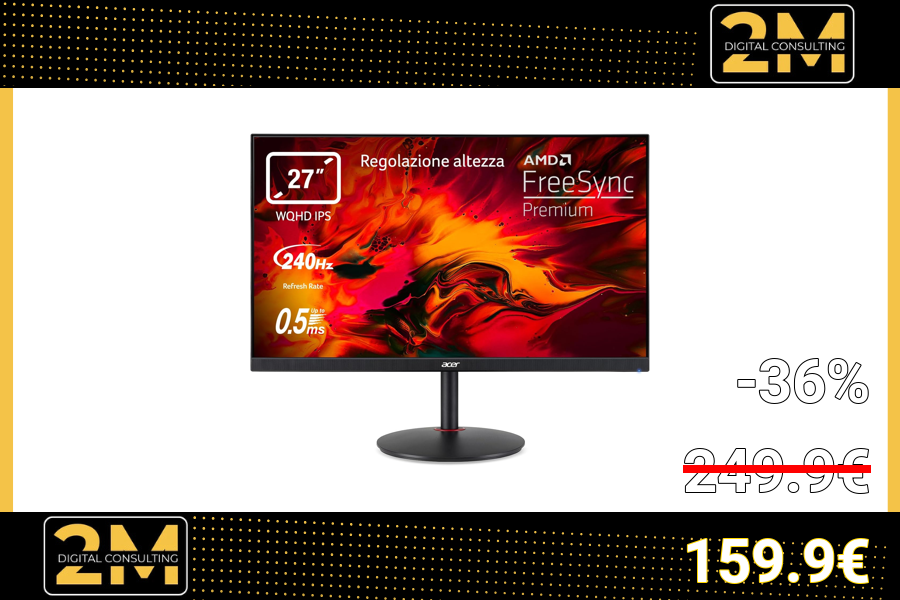 2M
DIGITAL CONSULTING
27"
WQHD IPS
Regolazione altezza
AMD
FreeSync
Premium
240Hz
Refresh Rate
Up to
0.5ms
acer
-36%
249.9€
2M
DIGITAL CONSULTING
159.9€